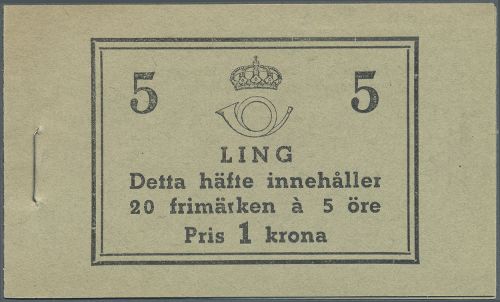 5 5
LING
Detta häfte innehåller
20 frimärken à 5 öre
Pris 1 krona